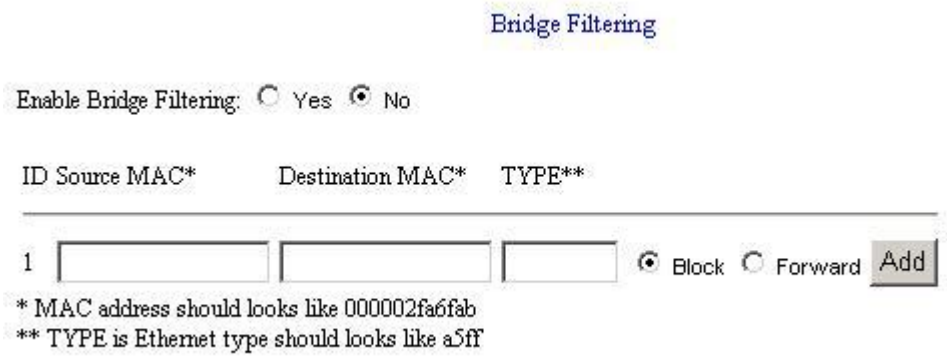 Bridge Filtering
Enable Bridge Filtering: Yes No
ID Source MAC* Destination MAC* TYPE**
1 Block Forward Add
* MAC address should looks like 000002fa6fab
** TYPE is Ethernet type should looks like a5ff